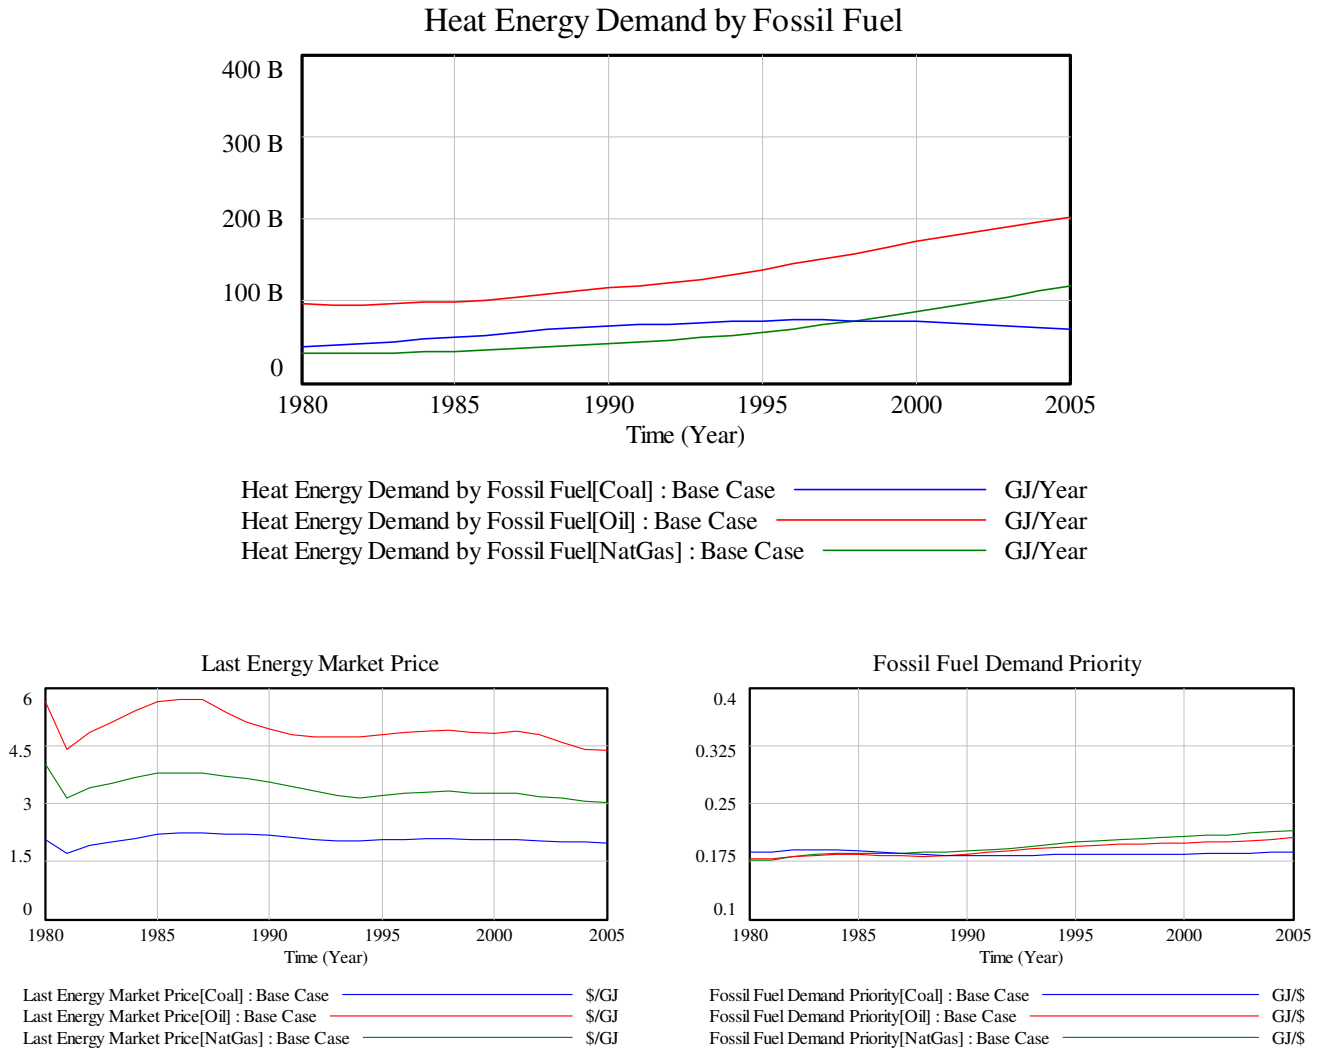 Heat Energy Demand by Fossil Fuel
400 B
300 B
200 B
100 B
0
1980 1985 1990 1995 2000 2005
Time (Year)
Heat Energy Demand by Fossil Fuel[Coal] : Base Case GJ/Year
Heat Energy Demand by Fossil Fuel[Oil] : Base Case GJ/Year
Heat Energy Demand by Fossil Fuel[NatGas] : Base Case GJ/Year
Last Energy Market Price
6
4.5
3
1.5
0
1980 1985 1990 1995 2000 2005
Time (Year)
Last Energy Market Price[Coal] : Base Case $/GJ
Last Energy Market Price[Oil] : Base Case $/GJ
Last Energy Market Price[NatGas] : Base Case $/GJ
Fossil Fuel Demand Priority
0.4
0.325
0.25
0.175
0.1
1980 1985 1990 1995 2000 2005
Time (Year)
Fossil Fuel Demand Priority[Coal] : Base Case GJ/$
Fossil Fuel Demand Priority[Oil] : Base Case GJ/$
Fossil Fuel Demand Priority[NatGas] : Base Case GJ/$